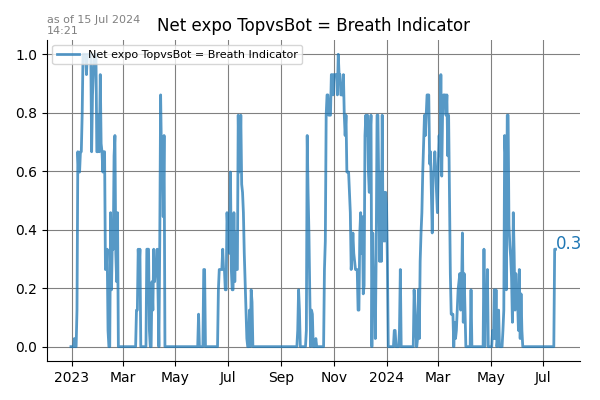 as of 15 Jul 2024
14:21
Net expo TopvsBot = Breath Indicator
Net expo TopvsBot = Breath Indicator
1.0
0.8
0.6
0.4
0.2
0.0
0.3
2023 Mar May Jul Sep Nov 2024 Mar May Jul